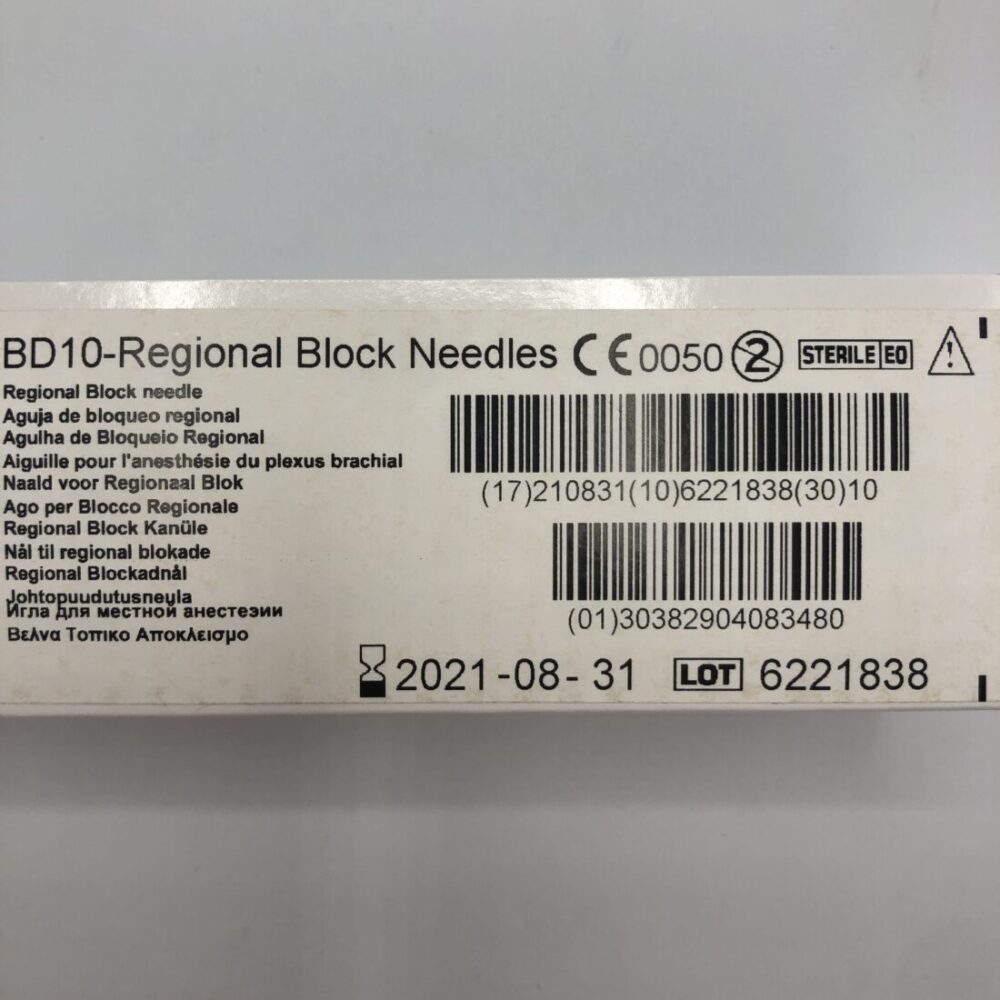 BD10-Regional Block Needles CE 0050 2 STERILE EO
Regional Block needle
Aguja de bloqueo regional
Agulha de Bloqueio Regional
Aiguille pour l'anesthésie du plexus brachial
Naald voor Regionaal Blok
Ago per Blocco Regionale
Regional Block Kanüle
Nål til regional blokade
Regional Blockadnål
Johtopuudutusneula
Игла для местной анестезии
Βελνα Τοπικο Αποκλεισμο
(17)210831(10)6221838(30)10
(01)30382904083480
2021-08-31 LOT 6221838